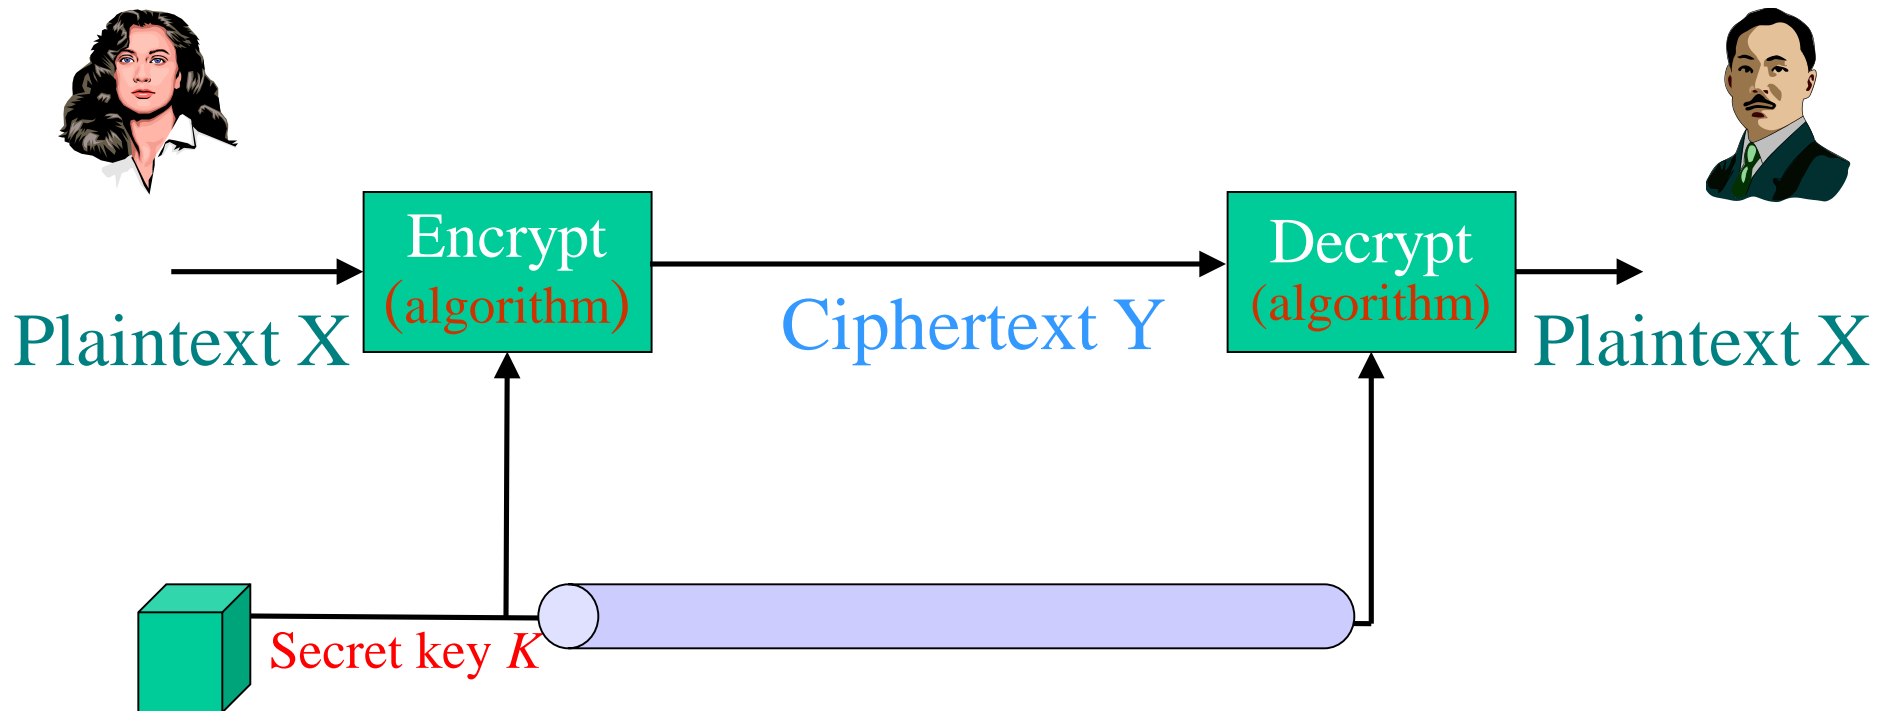 Encrypt
(algorithm)
Decrypt
(algorithm)
Plaintext X
Ciphertext Y
Plaintext X
Secret key K